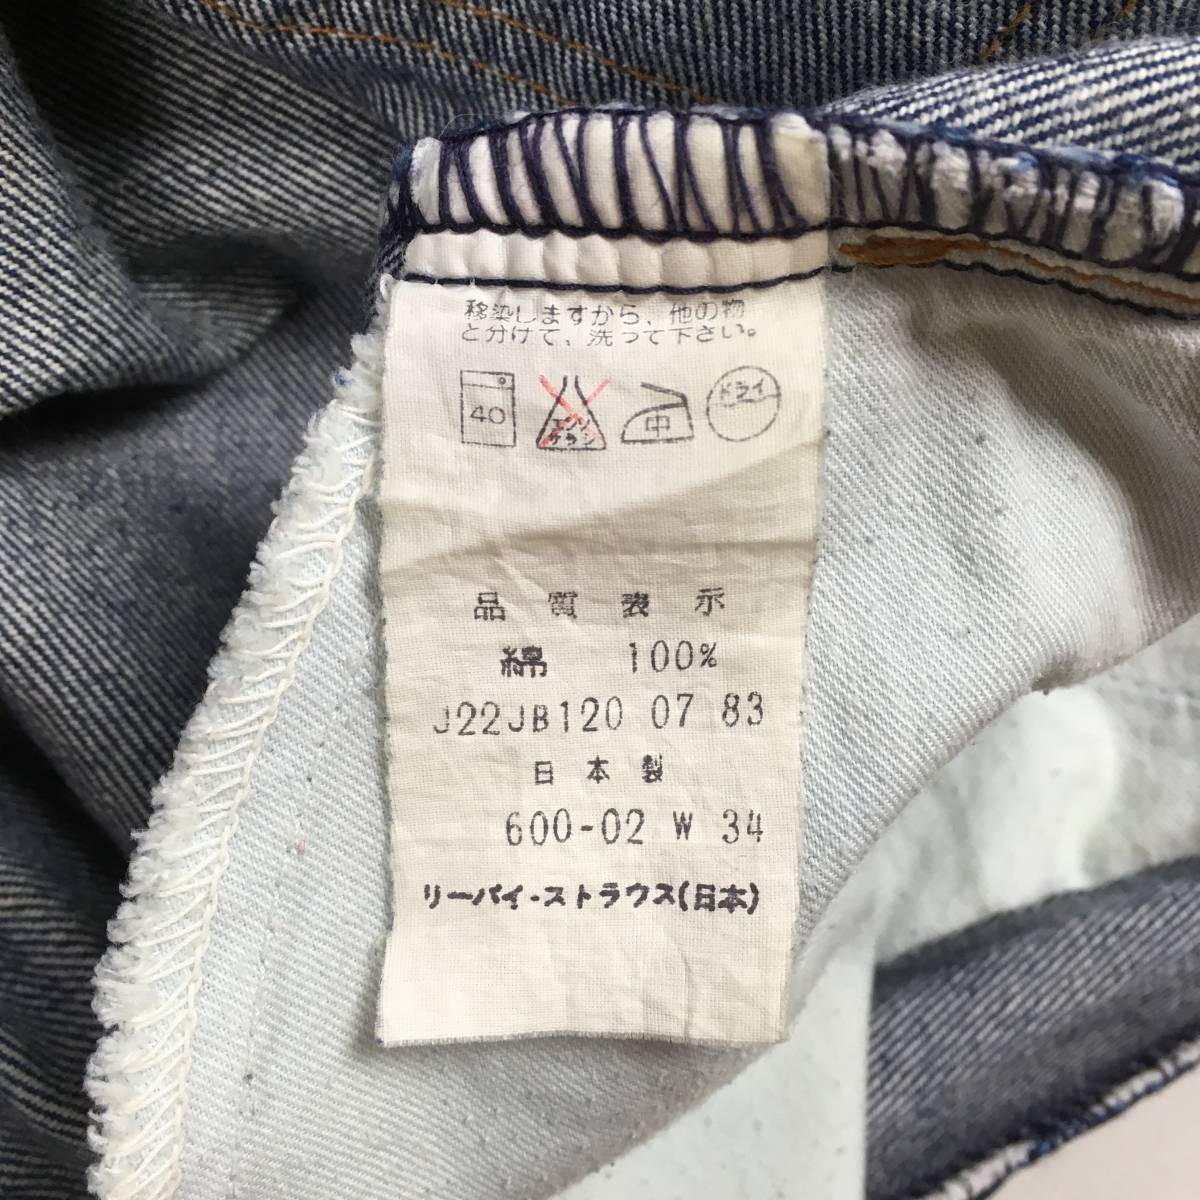 移染しますから、他の物
と分けて、洗って下さい。
40 エンソサラシ 中 ドライ
品質表示
綿 100%
J22JB120 07 83
日本製
600-02 W 34
リーバイ・ストラウス(日本)